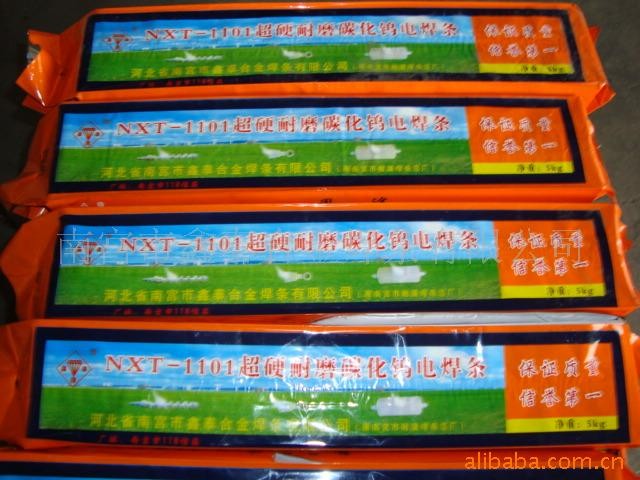 NXT-1101超硬耐磨碳化钨电焊条
保证质量
信誉第一
河北省南宫市鑫泰合金焊条有限公司
净重：5kg
NXT-1101超硬耐磨碳化钨电焊条
保证质量
信誉第一
河北省南宫市鑫泰合金焊条有限公司
净重：5kg
NXT-1101超硬耐磨碳化钨电焊条
保证质量
信誉第一
河北省南宫市鑫泰合金焊条有限公司
净重：5kg
NXT-1101超硬耐磨碳化钨电焊条
保证质量
信誉第一
河北省南宫市鑫泰合金焊条有限公司
净重：5kg
alibaba.com.cn